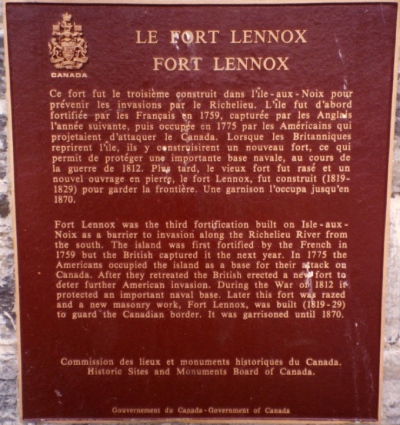 CANADA
LE FORT LENNOX
FORT LENNOX
Ce fort fut le troisième construit dans l'île-aux-Noix pour
prévenir les invasions par le Richelieu. L'île fut d'abord
fortifiée par les Français en 1759, capturée par les Anglais
l'année suivante, puis occupée en 1775 par les Américains qui
projetaient d'attaquer le Canada. Lorsque les Britanniques
reprirent l'île, ils y construisirent un nouveau fort, ce qui
permit de protéger une importante base navale, au cours de
la guerre de 1812. Plus tard, le vieux fort fut rasé et un
nouvel ouvrage en pierre, le fort Lennox, fut construit (1819-
1829) pour garder la frontière. Une garnison l'occupa jusqu'en
1870.
Fort Lennox was the third fortification built on Isle-aux-
Noix as a barrier to invasion along the Richelieu River from
the south. The island was first fortified by the French in
1759 but the British captured it the next year. In 1775 the
Americans occupied the island as a base for their attack on
Canada. After they retreated the British erected a new fort to
deter further American invasion. During the War of 1812 it
protected an important naval base. Later this fort was razed
and a new masonry work, Fort Lennox, was built (1819-29)
to guard the Canadian border. It was garrisoned until 1870.
Commission des lieux et monuments historiques du Canada.
Historic Sites and Monuments Board of Canada.
Gouvernement du Canada-Government of Canada